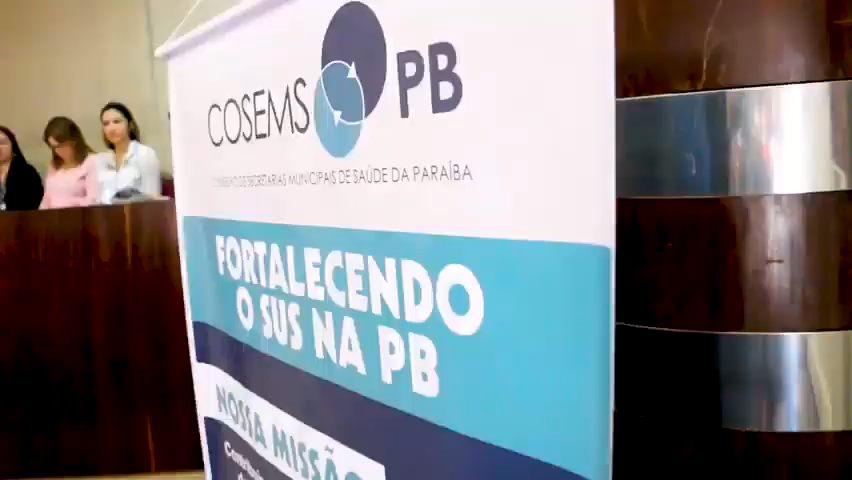 COSEMS PB
CONSELHO DE SECRETARIAS MUNICIPAIS DE SAÚDE DA PARAÍBA
FORTALECENDO
O SUS NA PB
NOSSA MISSÃO